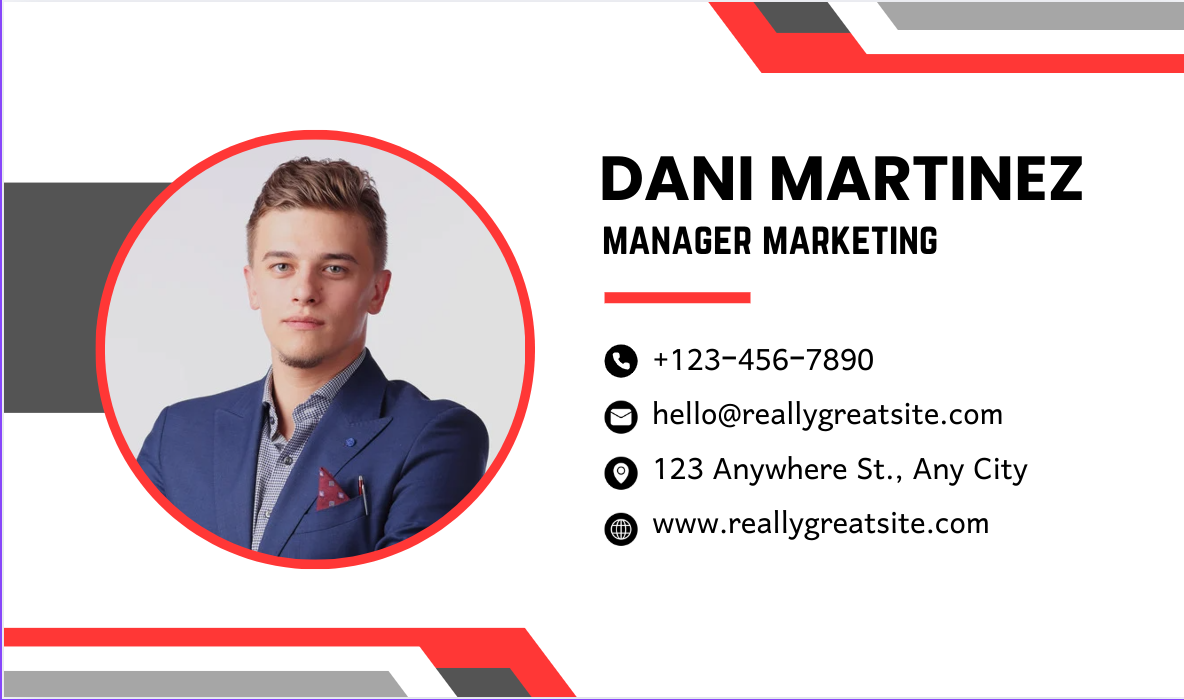 DANI MARTINEZ
MANAGER MARKETING
+123-456-7890
hello@reallygreatsite.com
123 Anywhere St., Any City
www.reallygreatsite.com